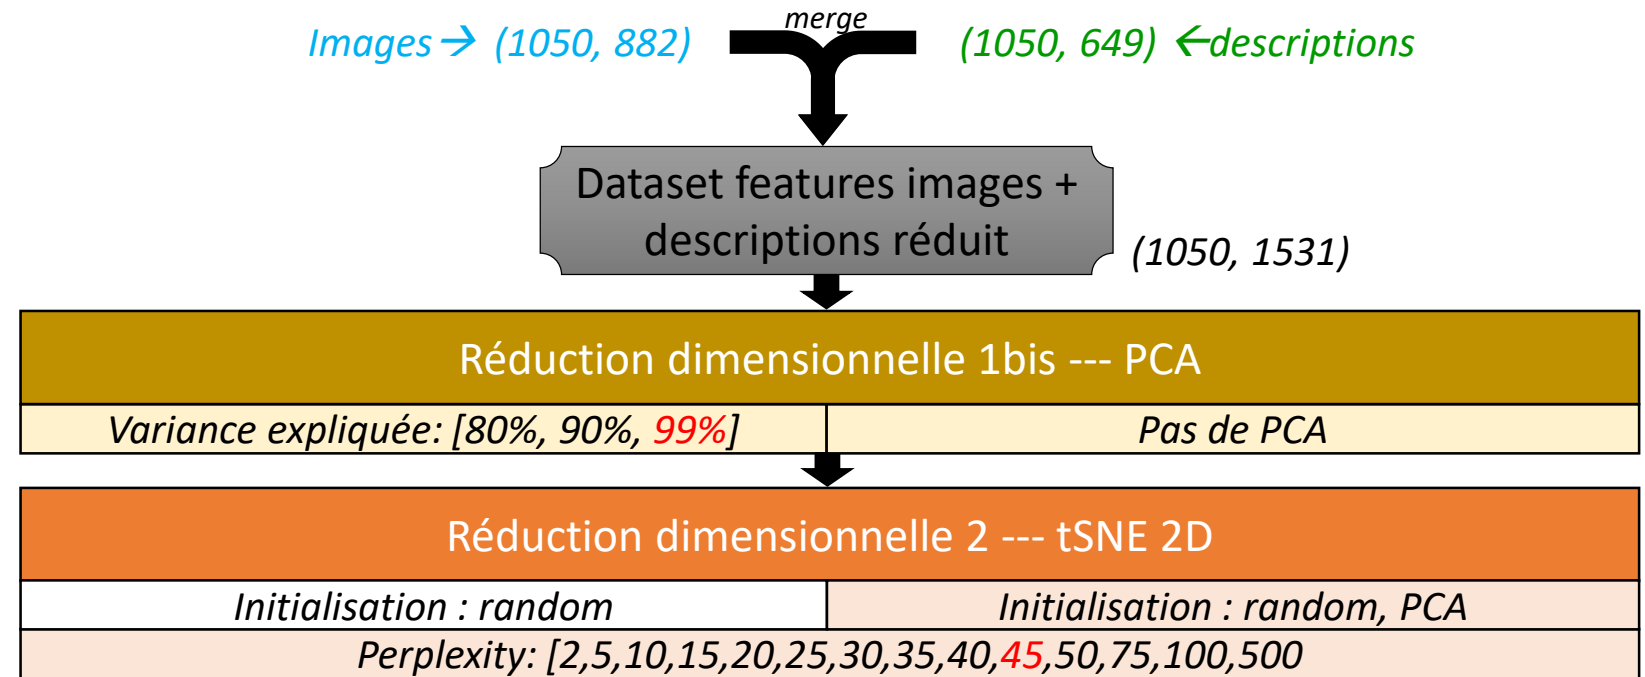 merge
Images → (1050, 882)
(1050, 649) ←descriptions
Dataset features images +
descriptions réduit
(1050, 1531)
Réduction dimensionnelle 1bis --- PCA
Variance expliquée: [80%, 90%, 99%]
Pas de PCA
Réduction dimensionnelle 2 --- tSNE 2D
Initialisation : random
Initialisation : random, PCA
Perplexity: [2,5,10,15,20,25,30,35,40,45,50,75,100,500